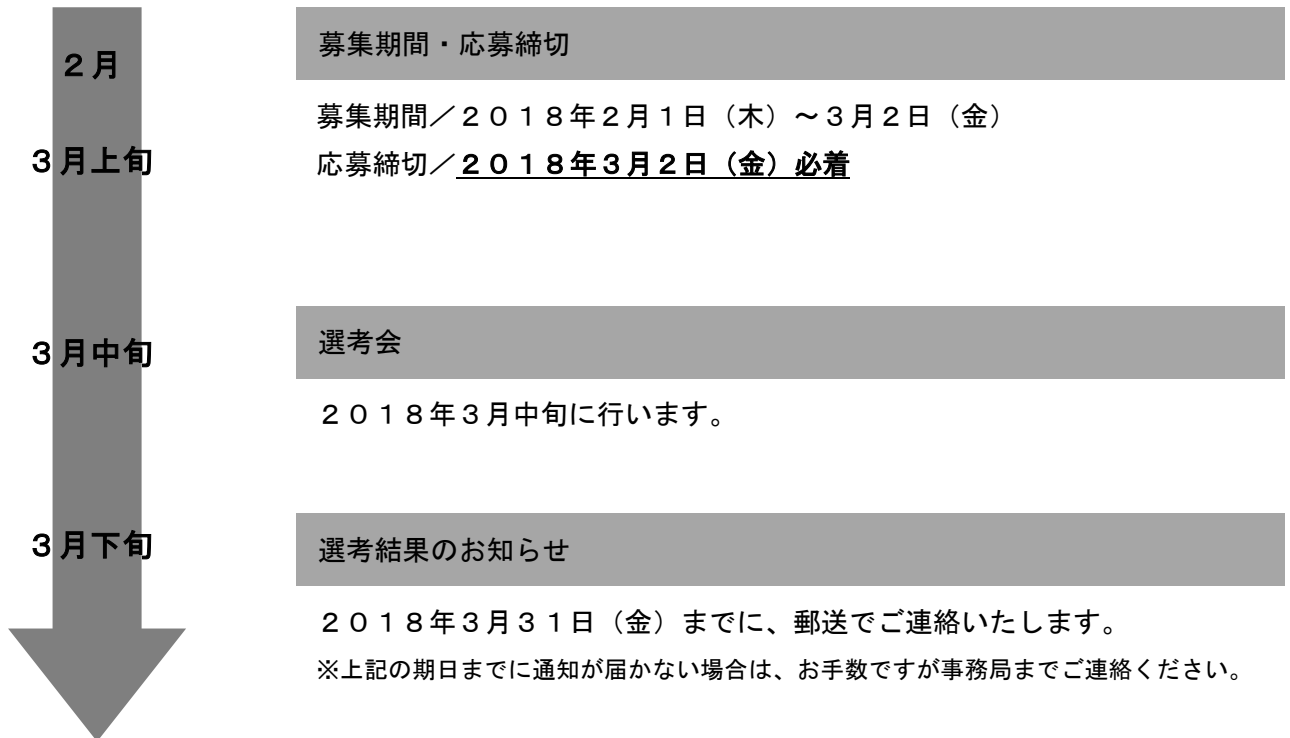 ２月
募集期間・応募締切
募集期間／２０１８年２月１日（木）～３月２日（金）
３月上旬
応募締切／２０１８年３月２日（金）必着
３月中旬
選考会
２０１８年３月中旬に行います。
３月下旬
選考結果のお知らせ
２０１８年３月３１日（金）までに、郵送でご連絡いたします。
※上記の期日までに通知が届かない場合は、お手数ですが事務局までご連絡ください。